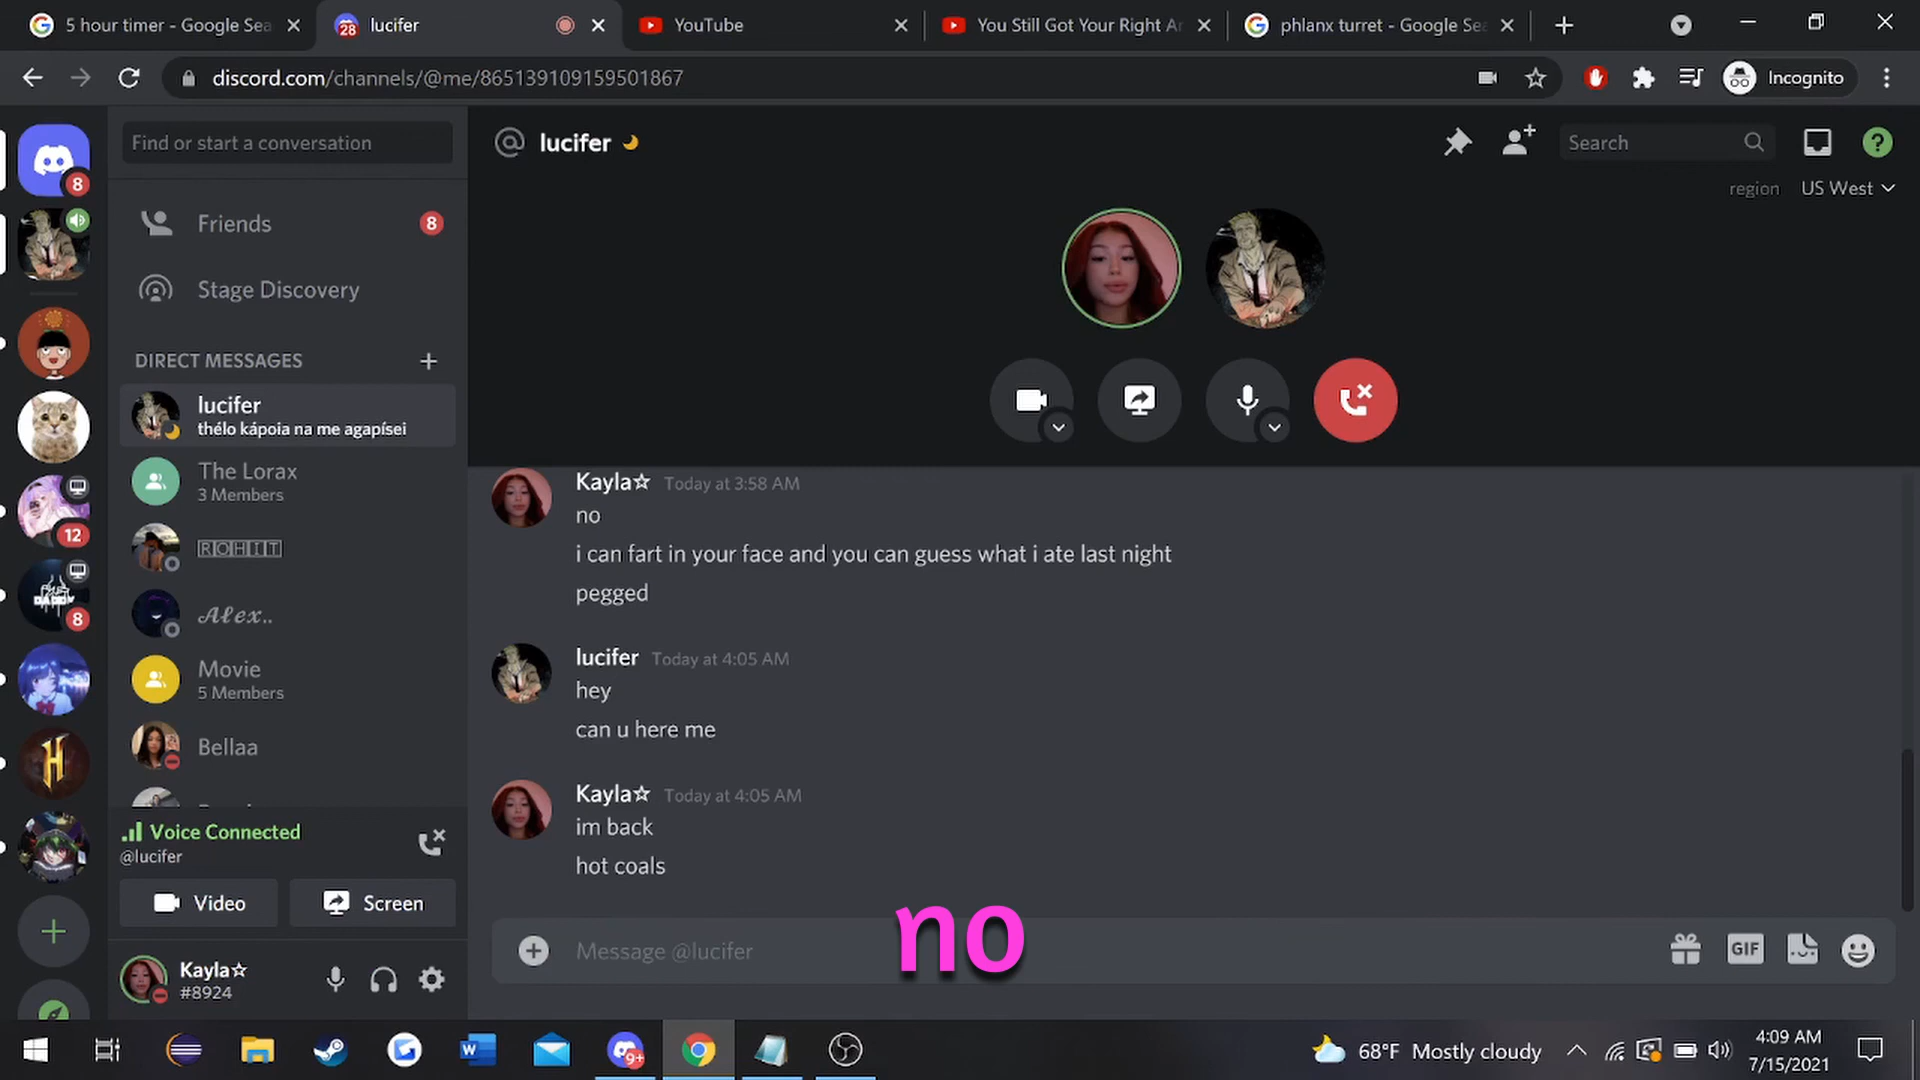 5 hour timer - Google Sea
28
lucifer
YouTube
You Still Got Your Right Ar
phlanx turret - Google Sea
discord.com/channels/@me/865139109159501867
Incognito
8
Find or start a conversation
Friends
8
Stage Discovery
DIRECT MESSAGES
lucifer
thélo kápoia na me agapísei
The Lorax
3 Members
12
🅁🄾🄷🄸🅃
8
𝓐𝓵𝓮𝔁..
Movie
5 Members
Bellaa
Voice Connected
@lucifer
Video
Screen
Kayla☆
#8924
lucifer
Search
region
US West
Kayla☆ Today at 3:58 AM
no
i can fart in your face and you can guess what i ate last night
pegged
lucifer Today at 4:05 AM
hey
can u here me
Kayla☆ Today at 4:05 AM
im back
hot coals
no
Message @lucifer
GIF
9+
68°F Mostly cloudy
4:09 AM
7/15/2021